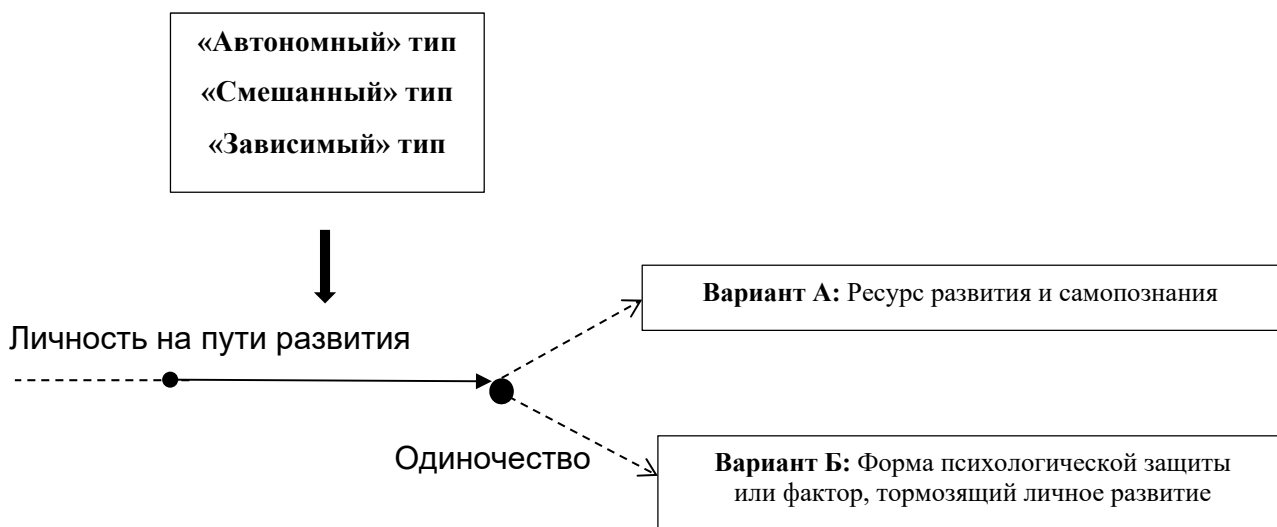 «Автономный» тип
«Смешанный» тип
«Зависимый» тип
Вариант А: Ресурс развития и самопознания
Личность на пути развития
Одиночество
Вариант Б: Форма психологической защиты
или фактор, тормозящий личное развитие